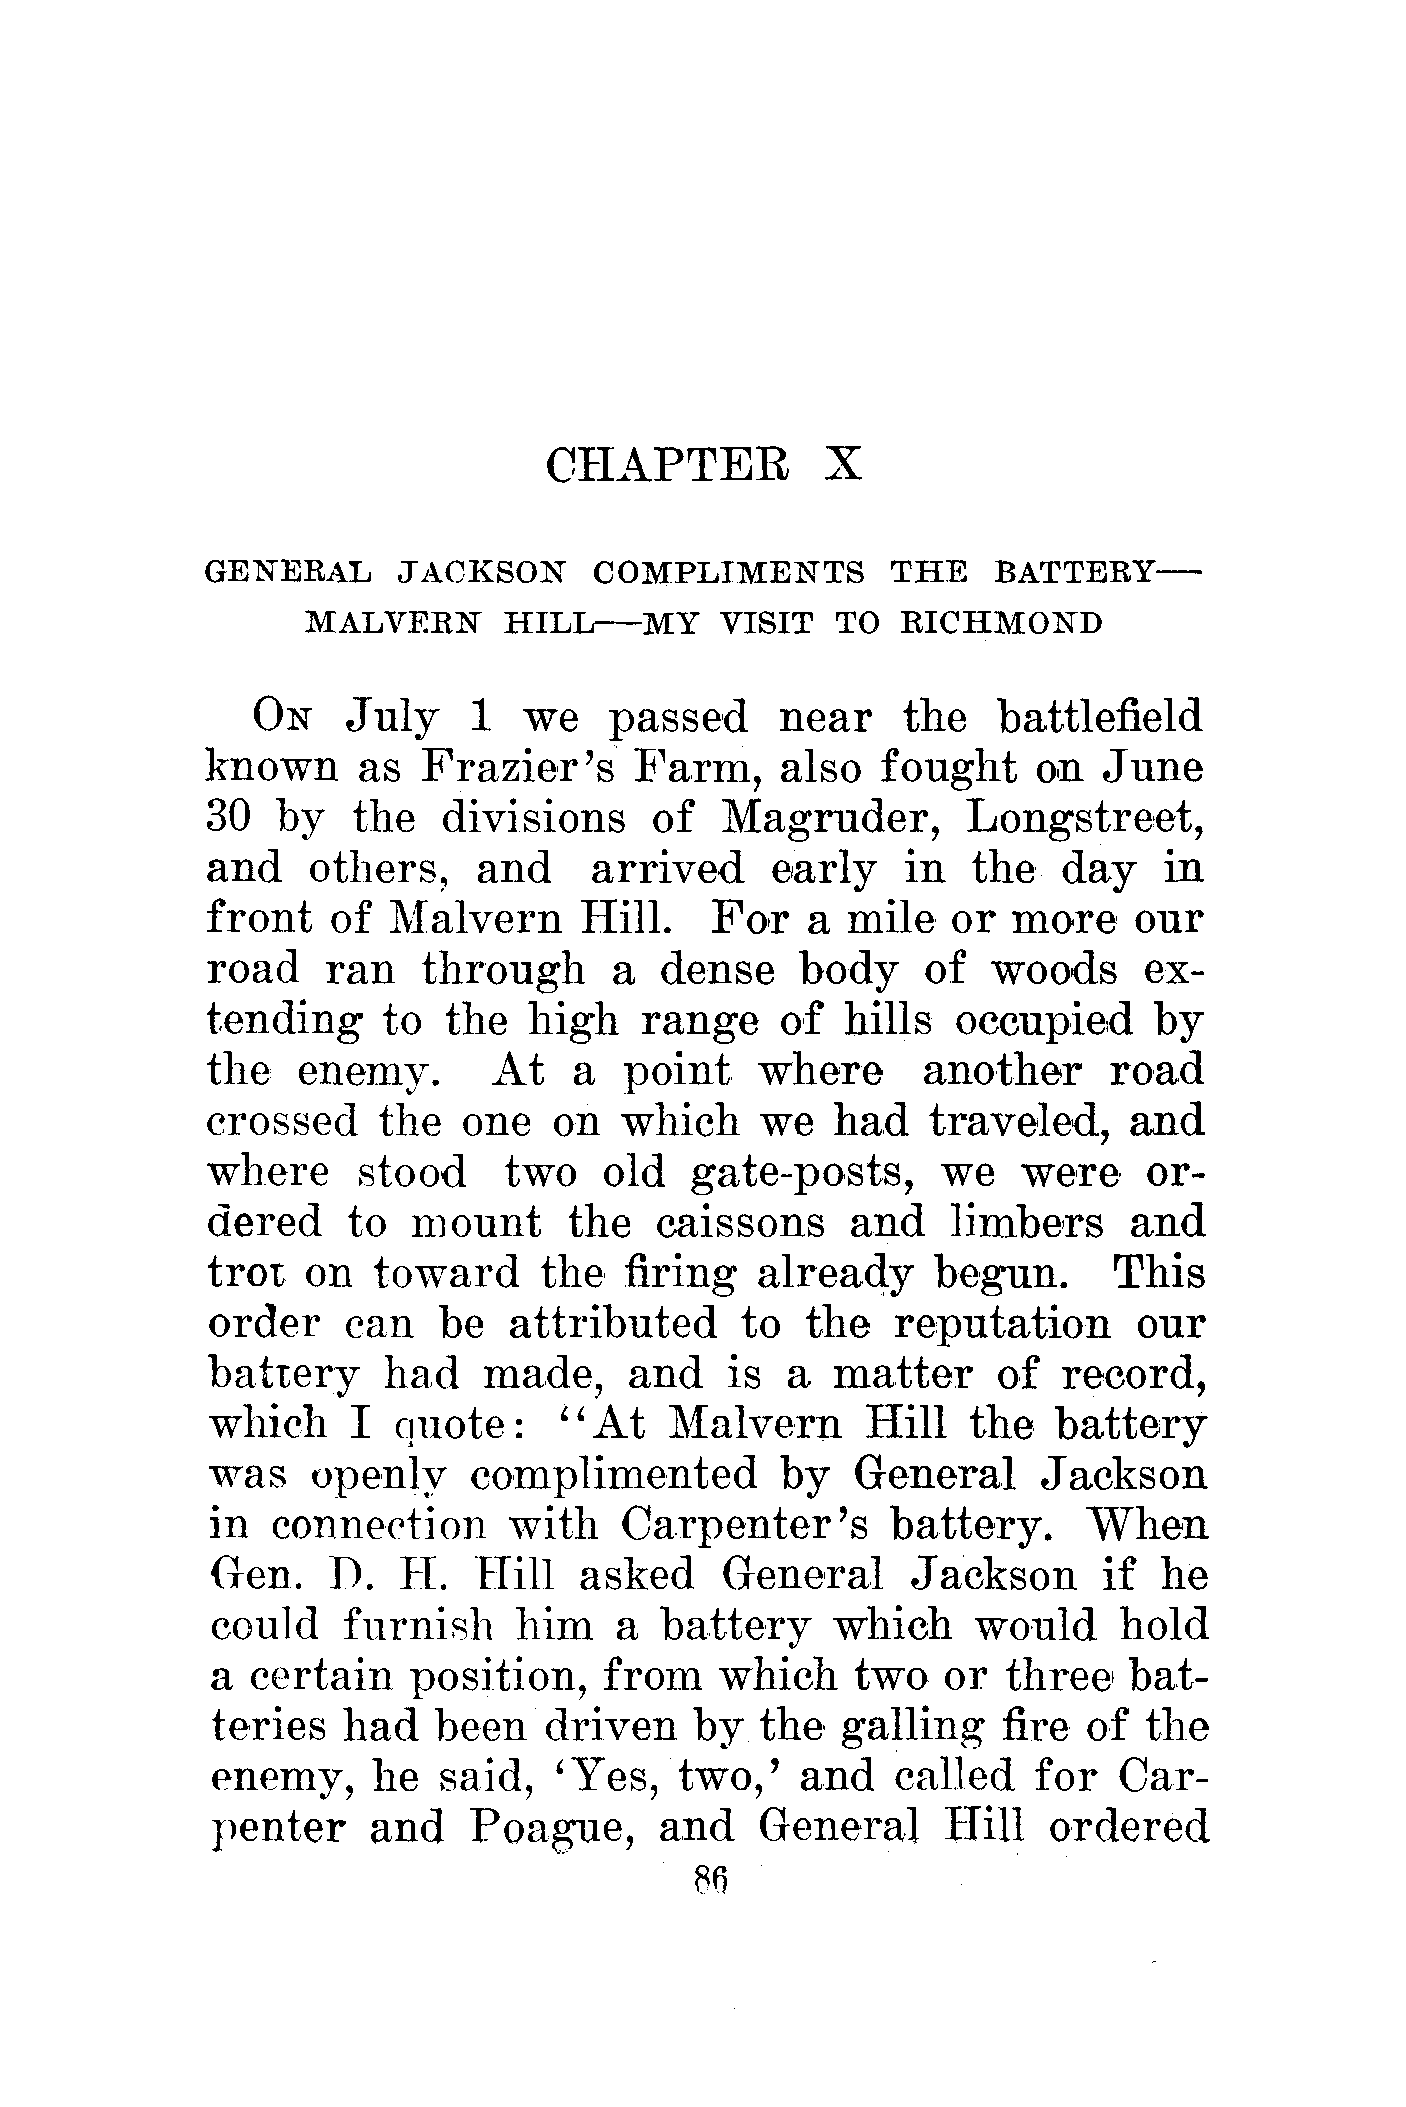 CHAPTER X
GENERAL JACKSON COMPLIMENTS THE BATTERY—
MALVERN HILL—MY VISIT TO RICHMOND
ON July 1 we passed near the battlefield
known as Frazier's Farm, also fought on June
30 by the divisions of Magruder, Longstreet,
and others, and arrived early in the day in
front of Malvern Hill. For a mile or more our
road ran through a dense body of woods ex-
tending to the high range of hills occupied by
the enemy. At a point where another road
crossed the one on which we had traveled, and
where stood two old gate-posts, we were or-
dered to mount the caissons and limbers and
trot on toward the firing already begun. This
order can be attributed to the reputation our
battery had made, and is a matter of record,
which I quote: "At Malvern Hill the battery
was openly complimented by General Jackson
in connection with Carpenter's battery. When
Gen. D. H. Hill asked General Jackson if he
could furnish him a battery which would hold
a certain position, from which two or three bat-
teries had been driven by the galling fire of the
enemy, he said, 'Yes, two,' and called for Car-
penter and Poague, and General Hill ordered
86